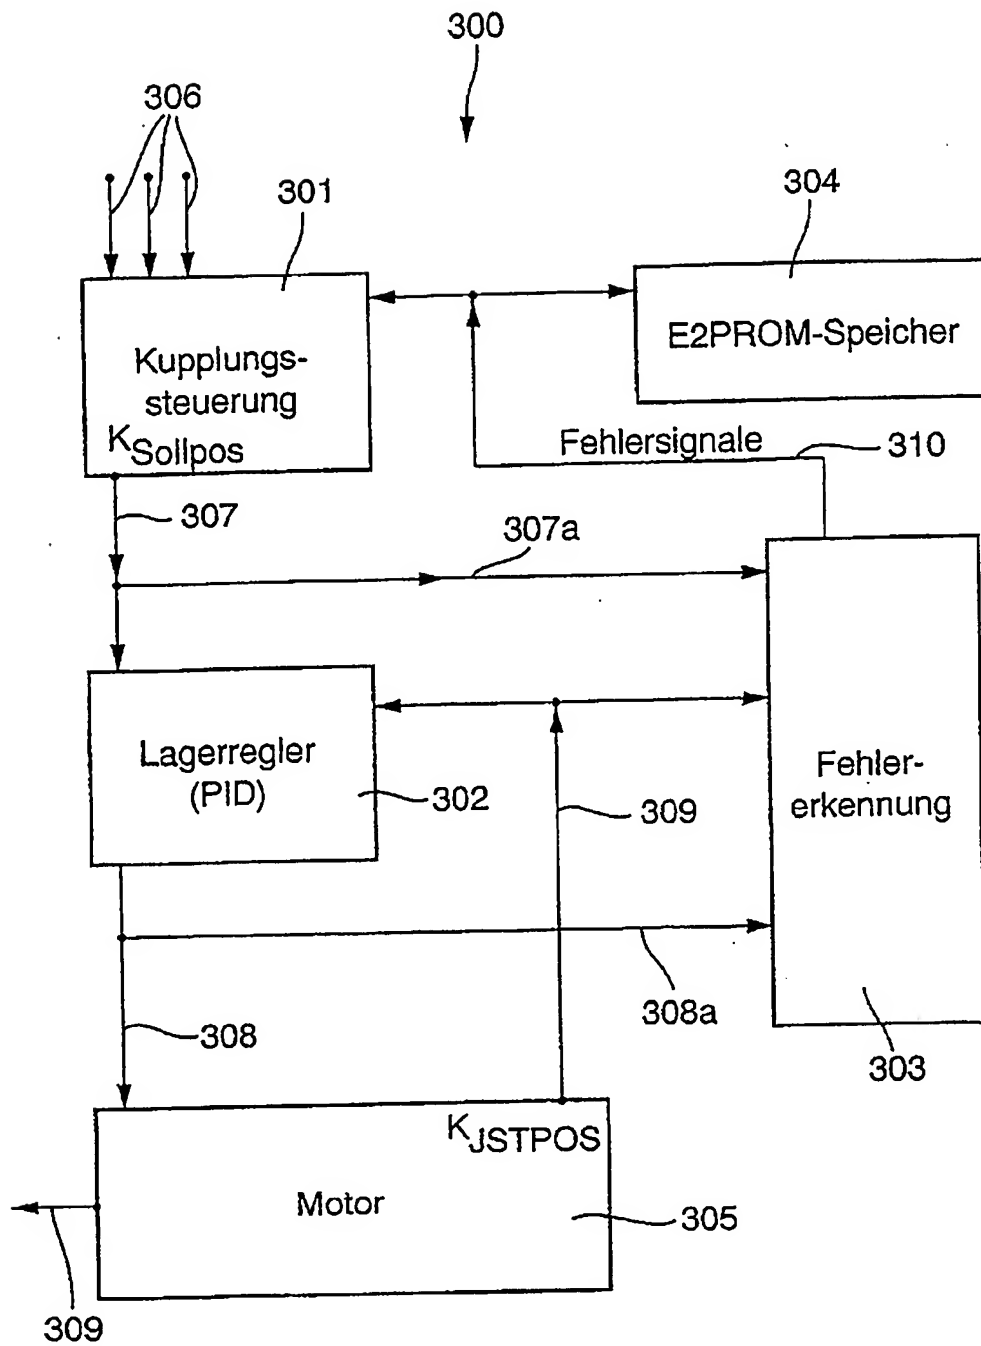 300
306
301
304
Kupplungs-
steuerung
KSollpos
E2PROM-Speicher
Fehlersignale
310
307
307a
Lagerregler
(PID)
302
309
Fehler-
erkennung
308
308a
303
KJSTPOS
Motor
305
309